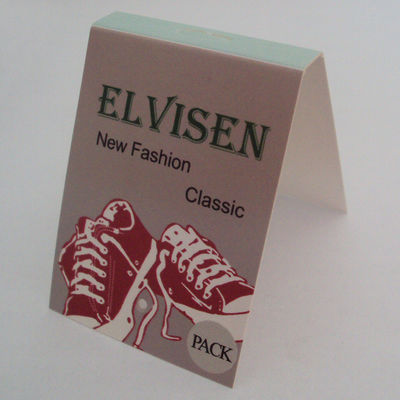 ELVISEN
New Fashion
Classic
PACK